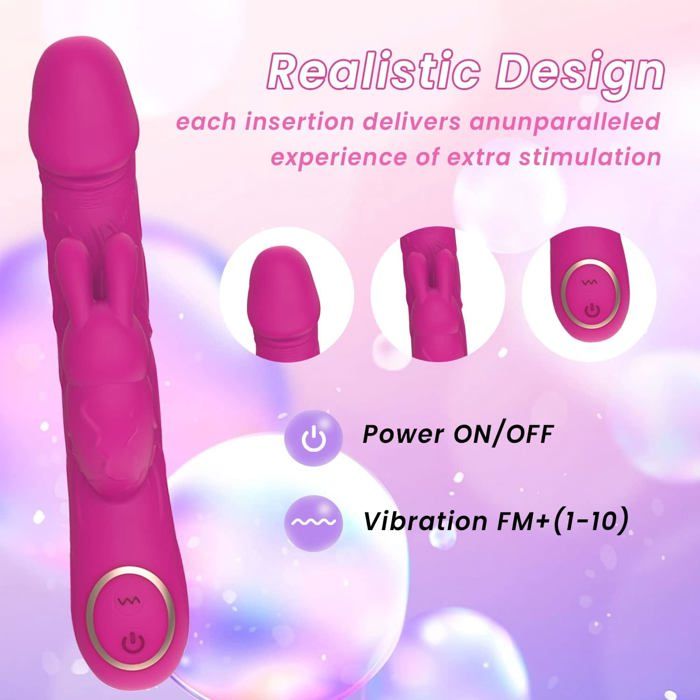 Realistic Design
each insertion delivers anunparalleled
experience of extra stimulation
Power ON/OFF
Vibration FM+(1-10)